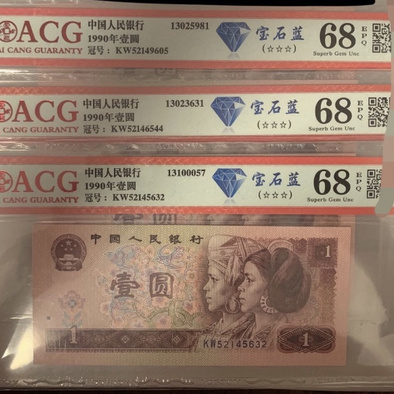 ACG 中国人民银行 13025981 宝石蓝 68 EPQ
1990年壹圆 (☆☆☆) Superb Gem Unc
AI CANG GUARANTY 冠号: KW52149605
ACG 中国人民银行 13023631 宝石蓝 68 EPQ
1990年壹圆 (☆☆☆) Superb Gem Unc
CANG GUARANTY 冠号: KW52146544
ACG 中国人民银行 13100057 宝石蓝 68 EPQ
1990年壹圆 (☆☆☆) Superb Gem Unc
CANG GUARANTY 冠号: KW52145632
中国人民银行 1
壹圆
KW52145632
1 1